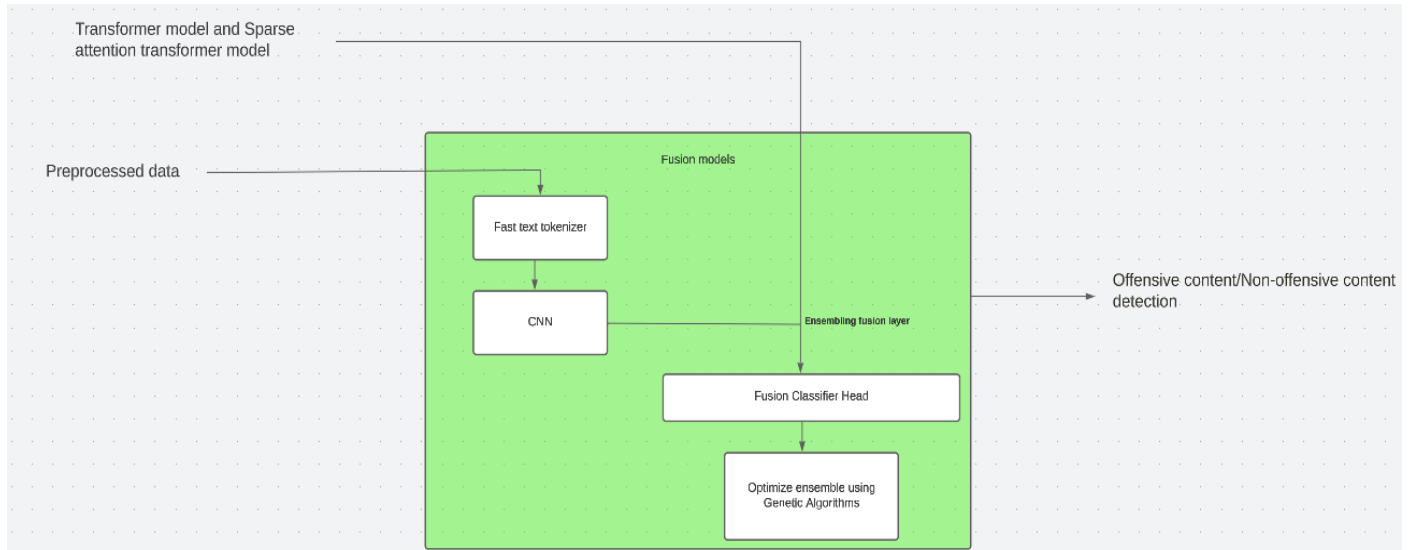 Transformer model and Sparse
attention transformer model
Preprocessed data
Fusion models
Fast text tokenizer
CNN
Ensembling fusion layer
Fusion Classifier Head
Optimize ensemble using
Genetic Algorithms
Offensive content/Non-offensive content
detection